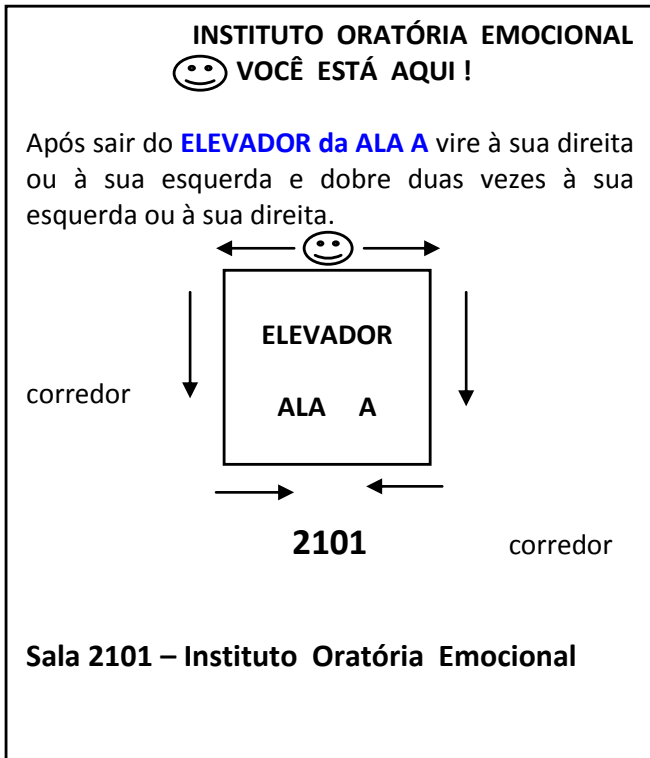 INSTITUTO ORATÓRIA EMOCIONAL
VOCÊ ESTÁ AQUI !
Após sair do ELEVADOR da ALA A vire à sua direita
ou à sua esquerda e dobre duas vezes à sua
esquerda ou à sua direita.
ELEVADOR
corredor
ALA A
2101
corredor
Sala 2101 – Instituto Oratória Emocional